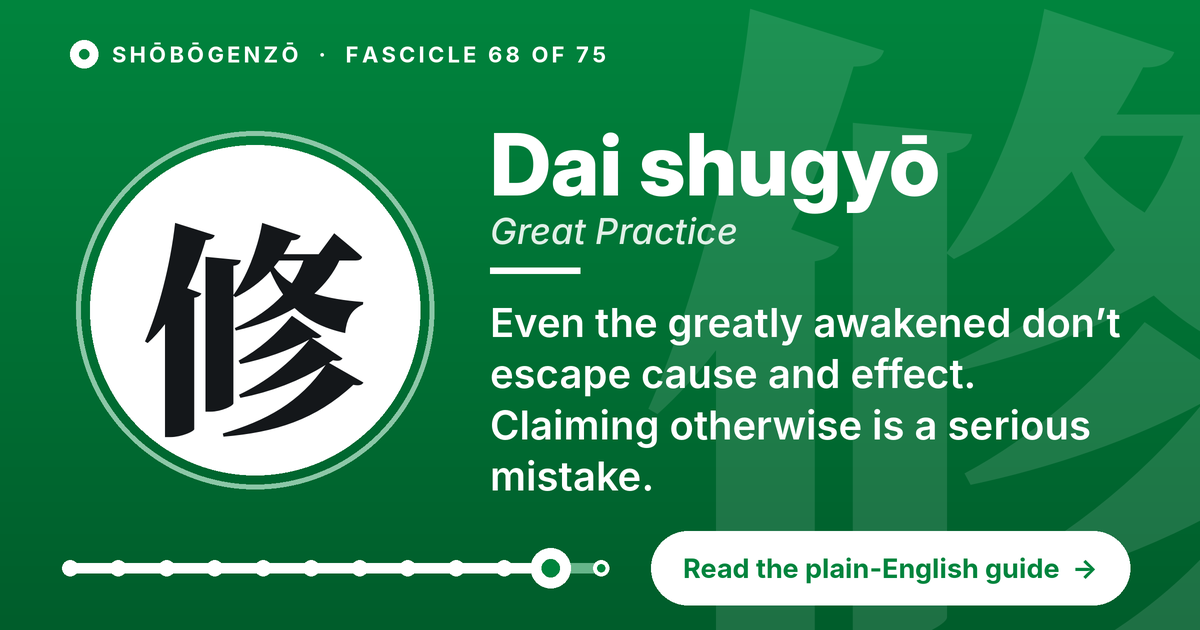 SHŌBŌGENZŌ · FASCICLE 68 OF 75
修
Dai shugyō
Great Practice
Even the greatly awakened don’t
escape cause and effect.
Claiming otherwise is a serious
mistake.
Read the plain-English guide →